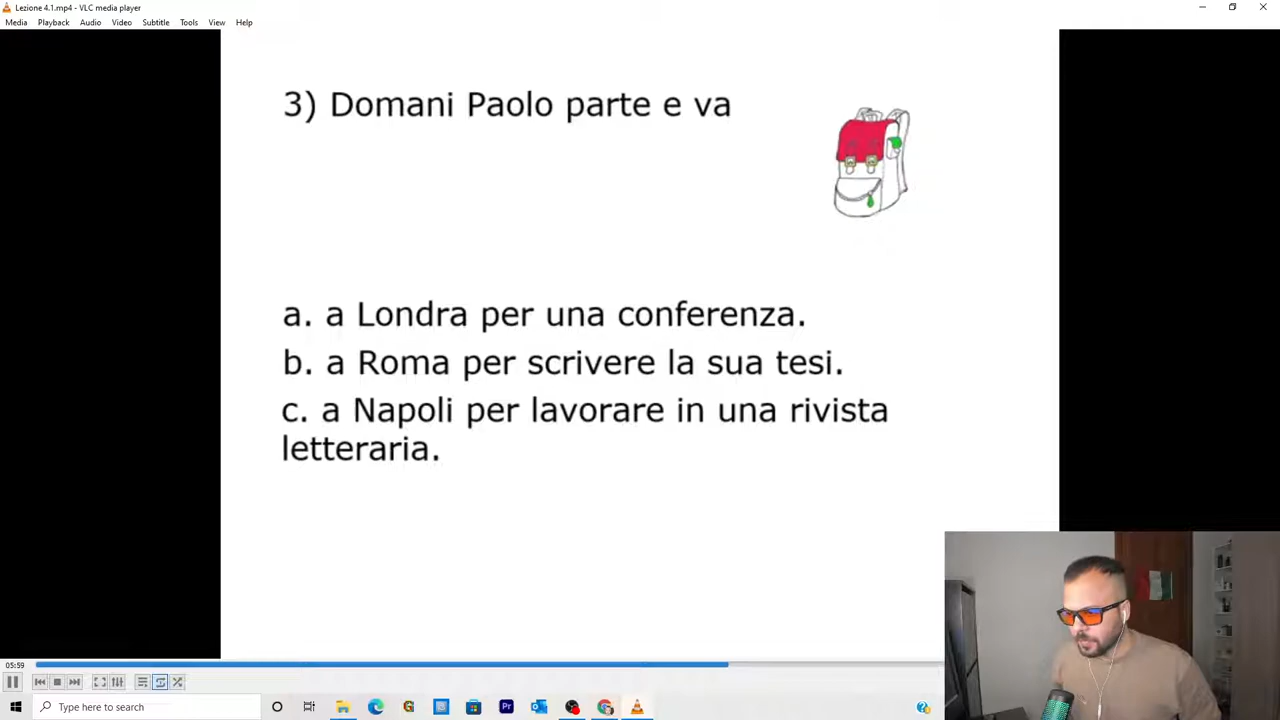 Lezione 4.1.mp4 - VLC media player
Media Playback Audio Video Subtitle Tools View Help
3) Domani Paolo parte e va
a. a Londra per una conferenza.
b. a Roma per scrivere la sua tesi.
c. a Napoli per lavorare in una rivista
letteraria.
05:59
Type here to search
Pr